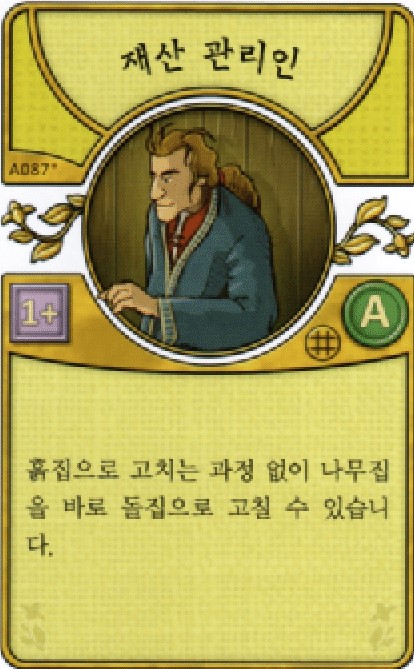 재산 관리인
A087*
1+
A
흙집으로 고치는 과정 없이 나무집
을 바로 돌집으로 고칠 수 있습니
다.